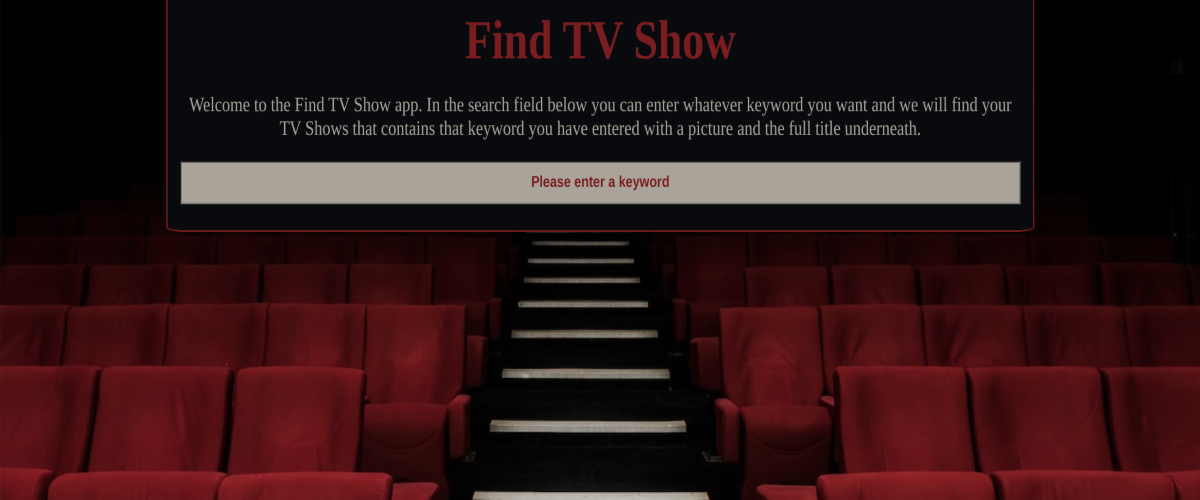 Find TV Show
Welcome to the Find TV Show app. In the search field below you can enter whatever keyword you want and we will find your
TV Shows that contains that keyword you have entered with a picture and the full title underneath.
Please enter a keyword